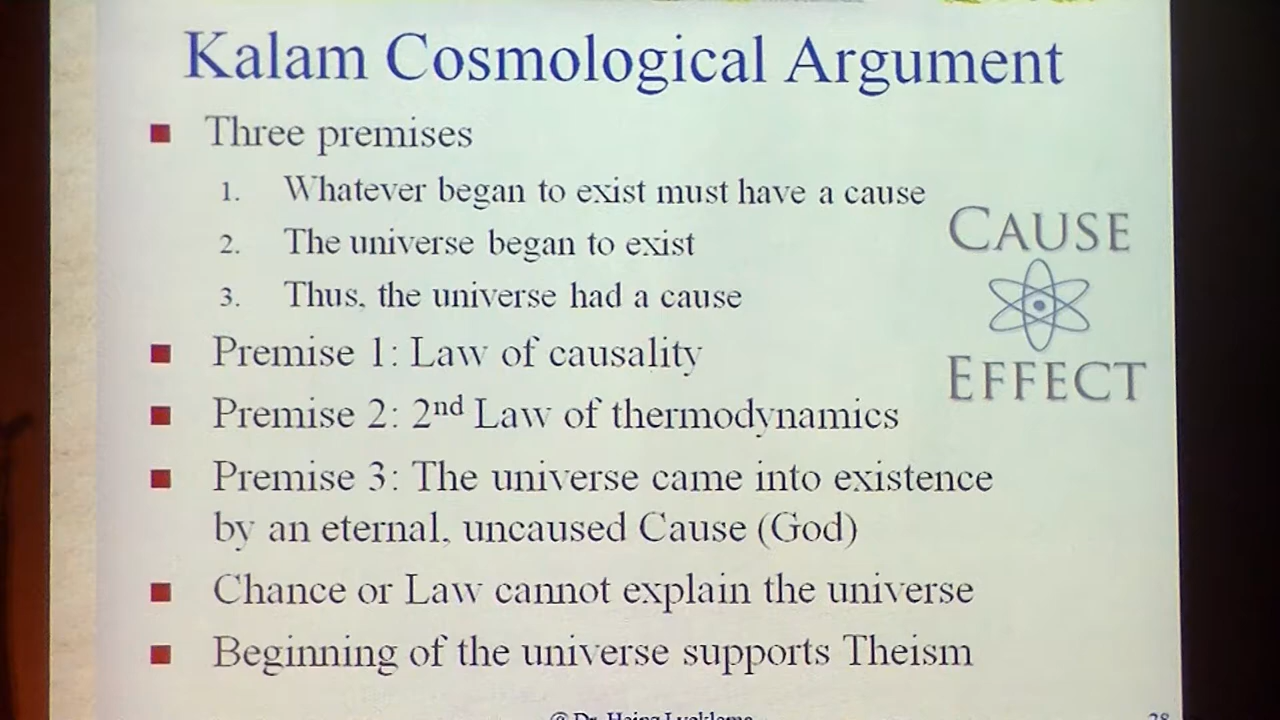 Kalam Cosmological Argument
Three premises
1. Whatever began to exist must have a cause
2. The universe began to exist
3. Thus, the universe had a cause
CAUSE
EFFECT
Premise 1: Law of causality
Premise 2: 2nd Law of thermodynamics
Premise 3: The universe came into existence
by an eternal, uncaused Cause (God)
Chance or Law cannot explain the universe
Beginning of the universe supports Theism
© Dr. Heinz